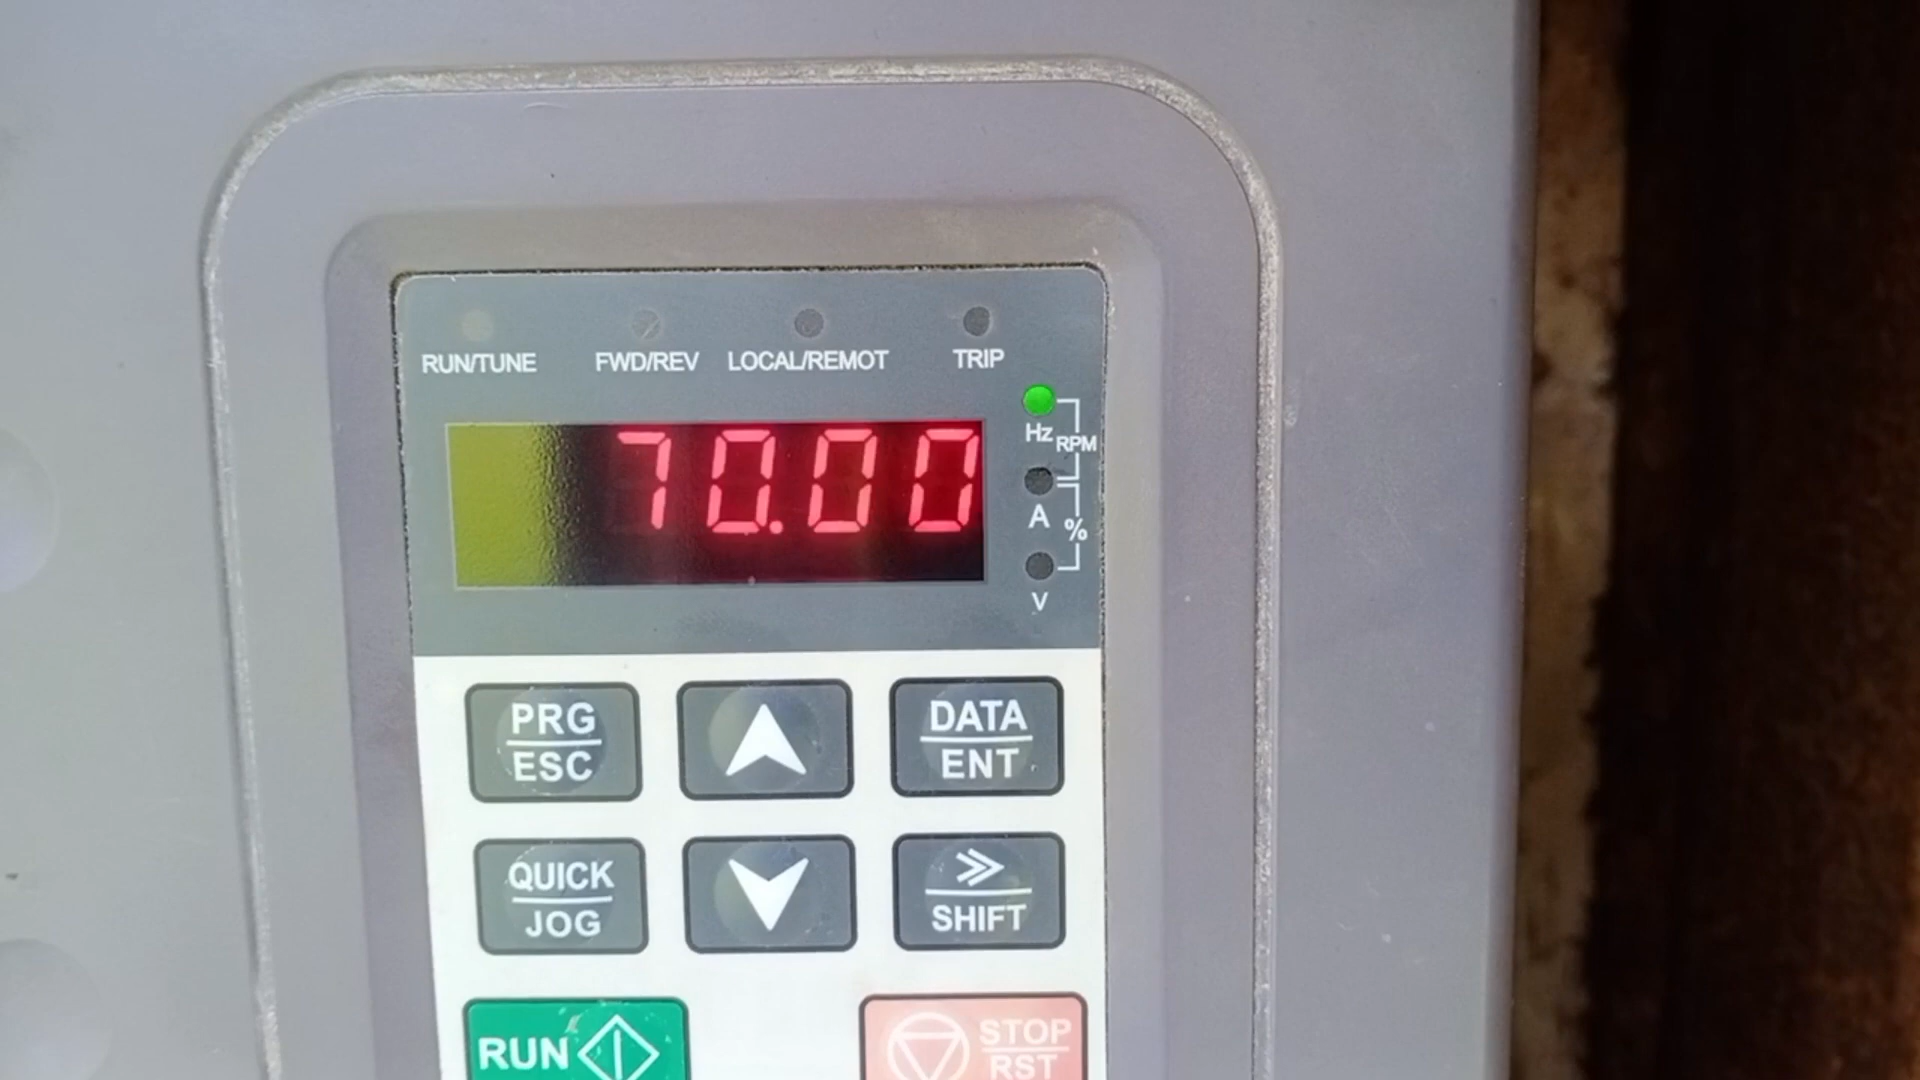 RUN/TUNE FWD/REV LOCAL/REMOT TRIP
70.00
Hz
RPM
A
%
V
PRG
ESC
DATA
ENT
QUICK
JOG
SHIFT
RUN
STOP
RST